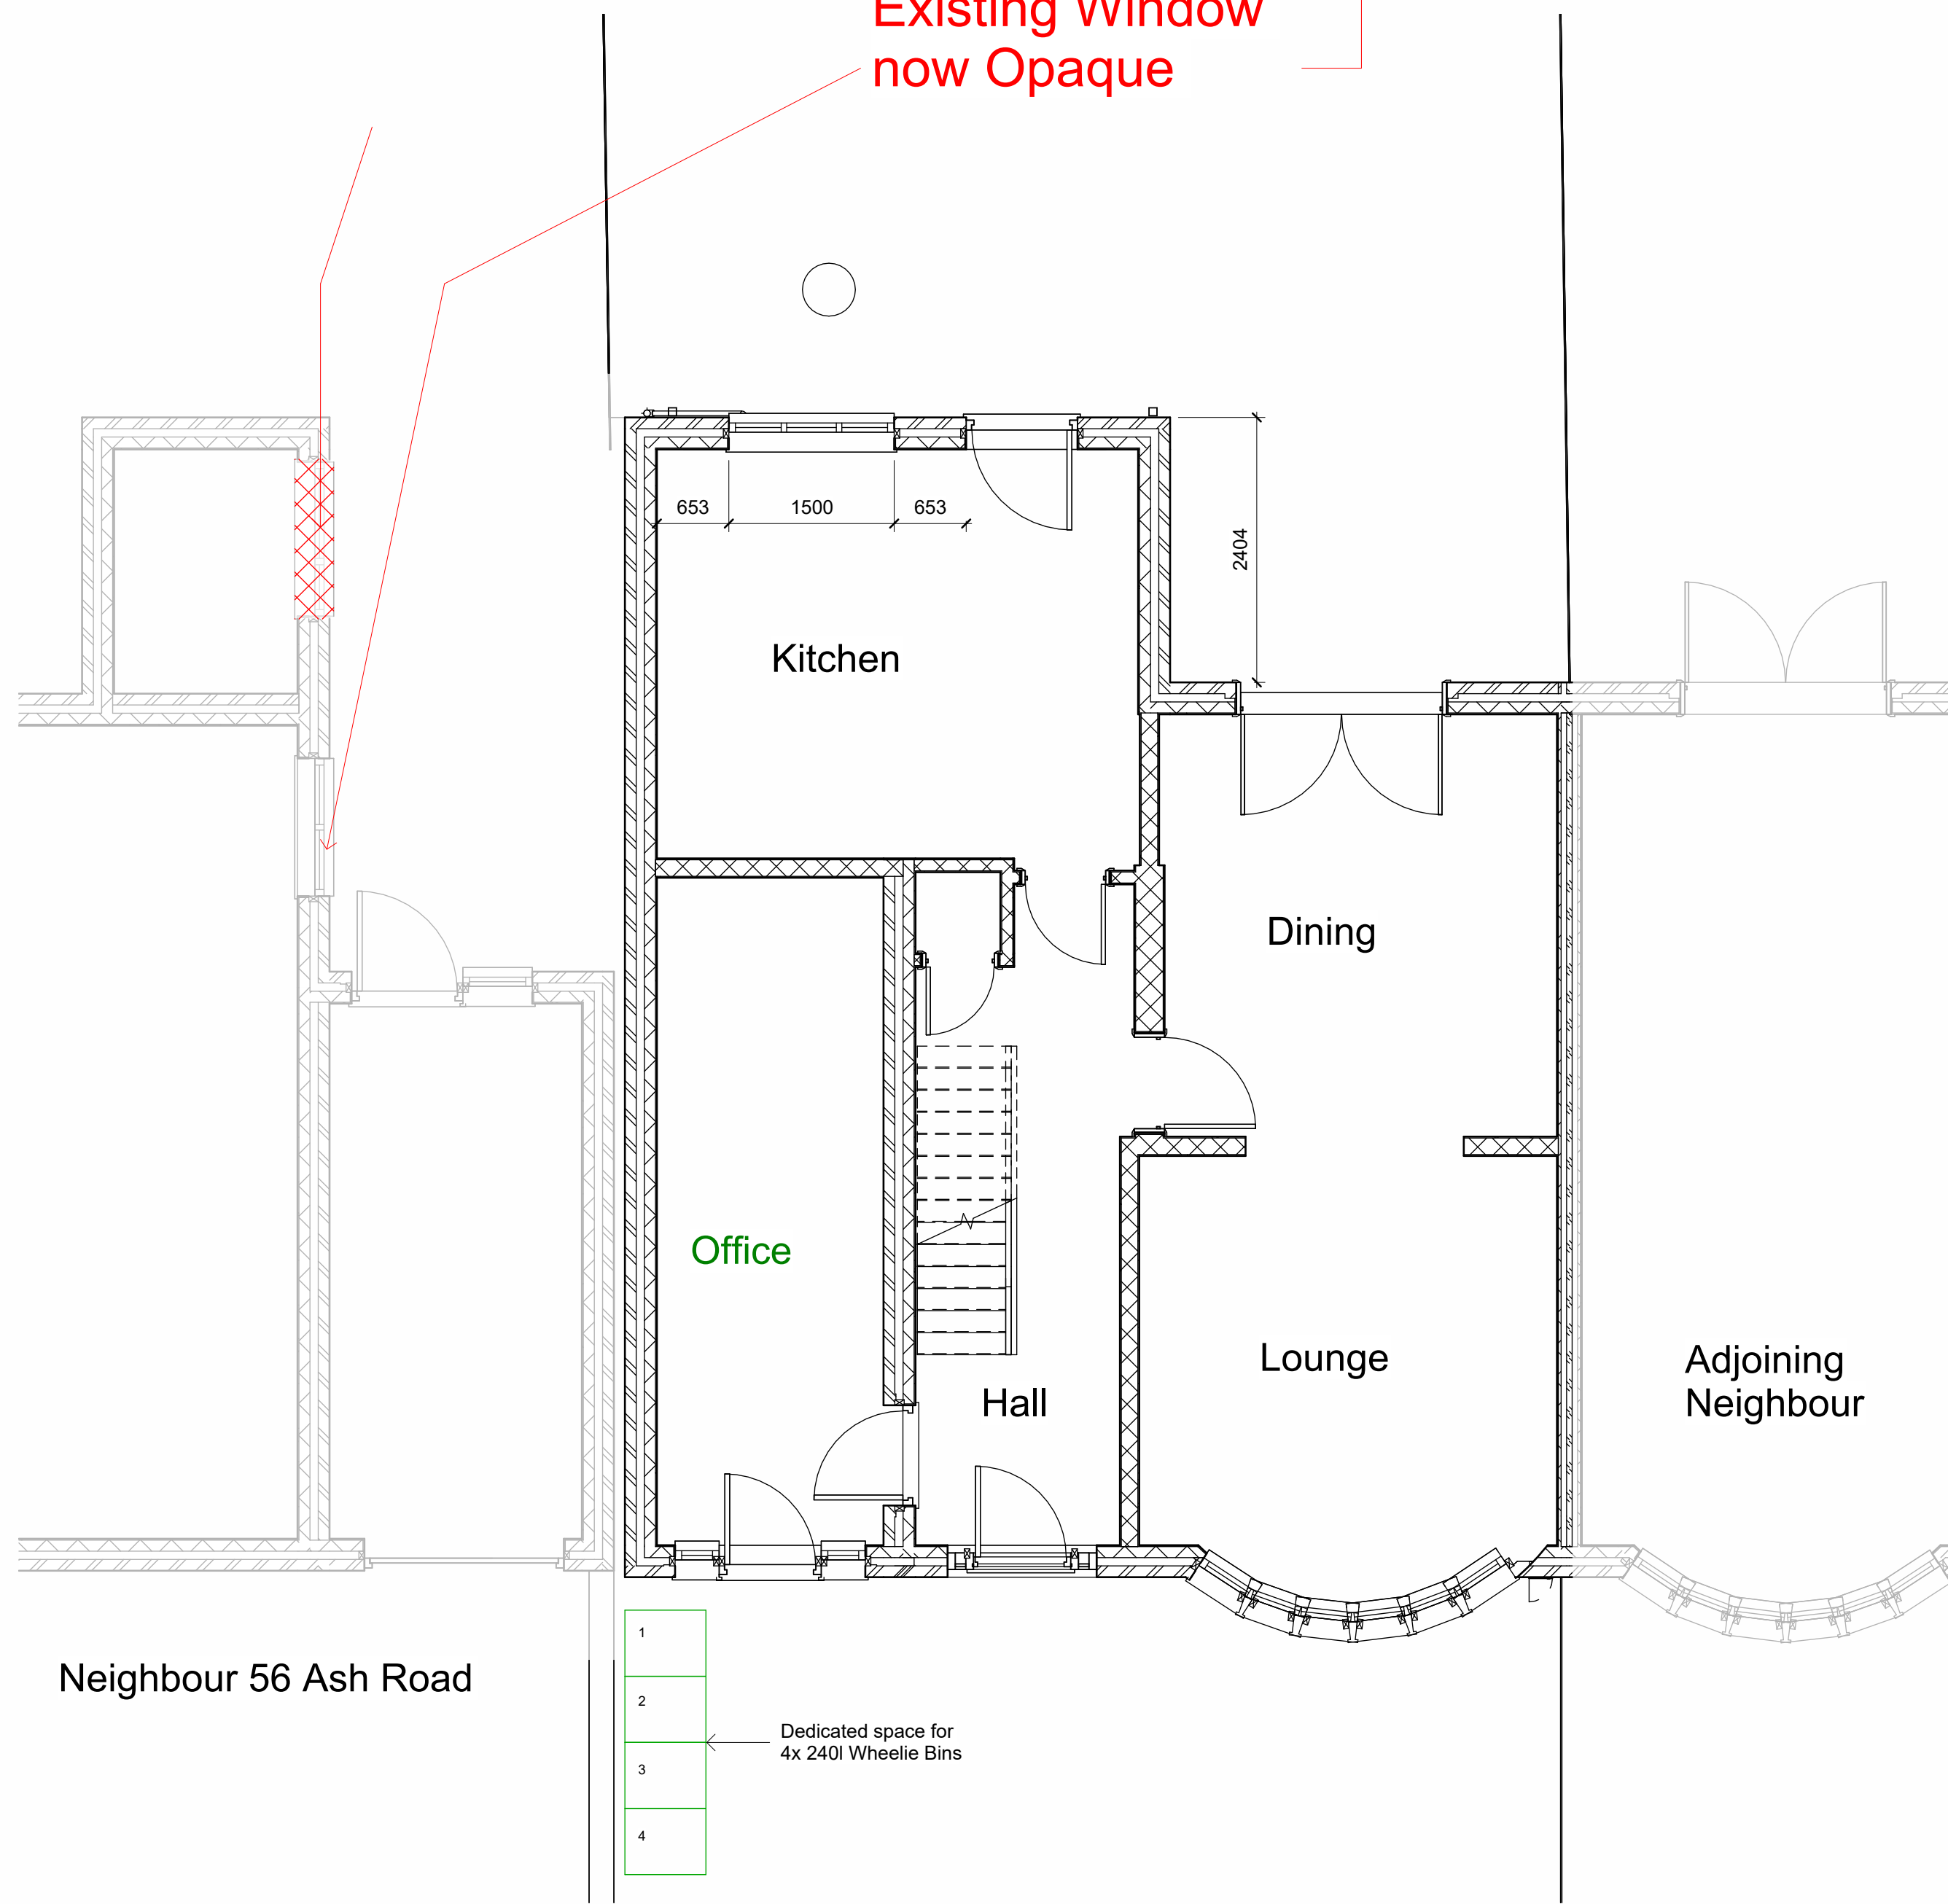 Existing Window
now Opaque
653
1500
653
2404
Kitchen
Dining
Office
Lounge
Hall
Adjoining
Neighbour
Neighbour 56 Ash Road
1
2
3
4
Dedicated space for
4x 240l Wheelie Bins